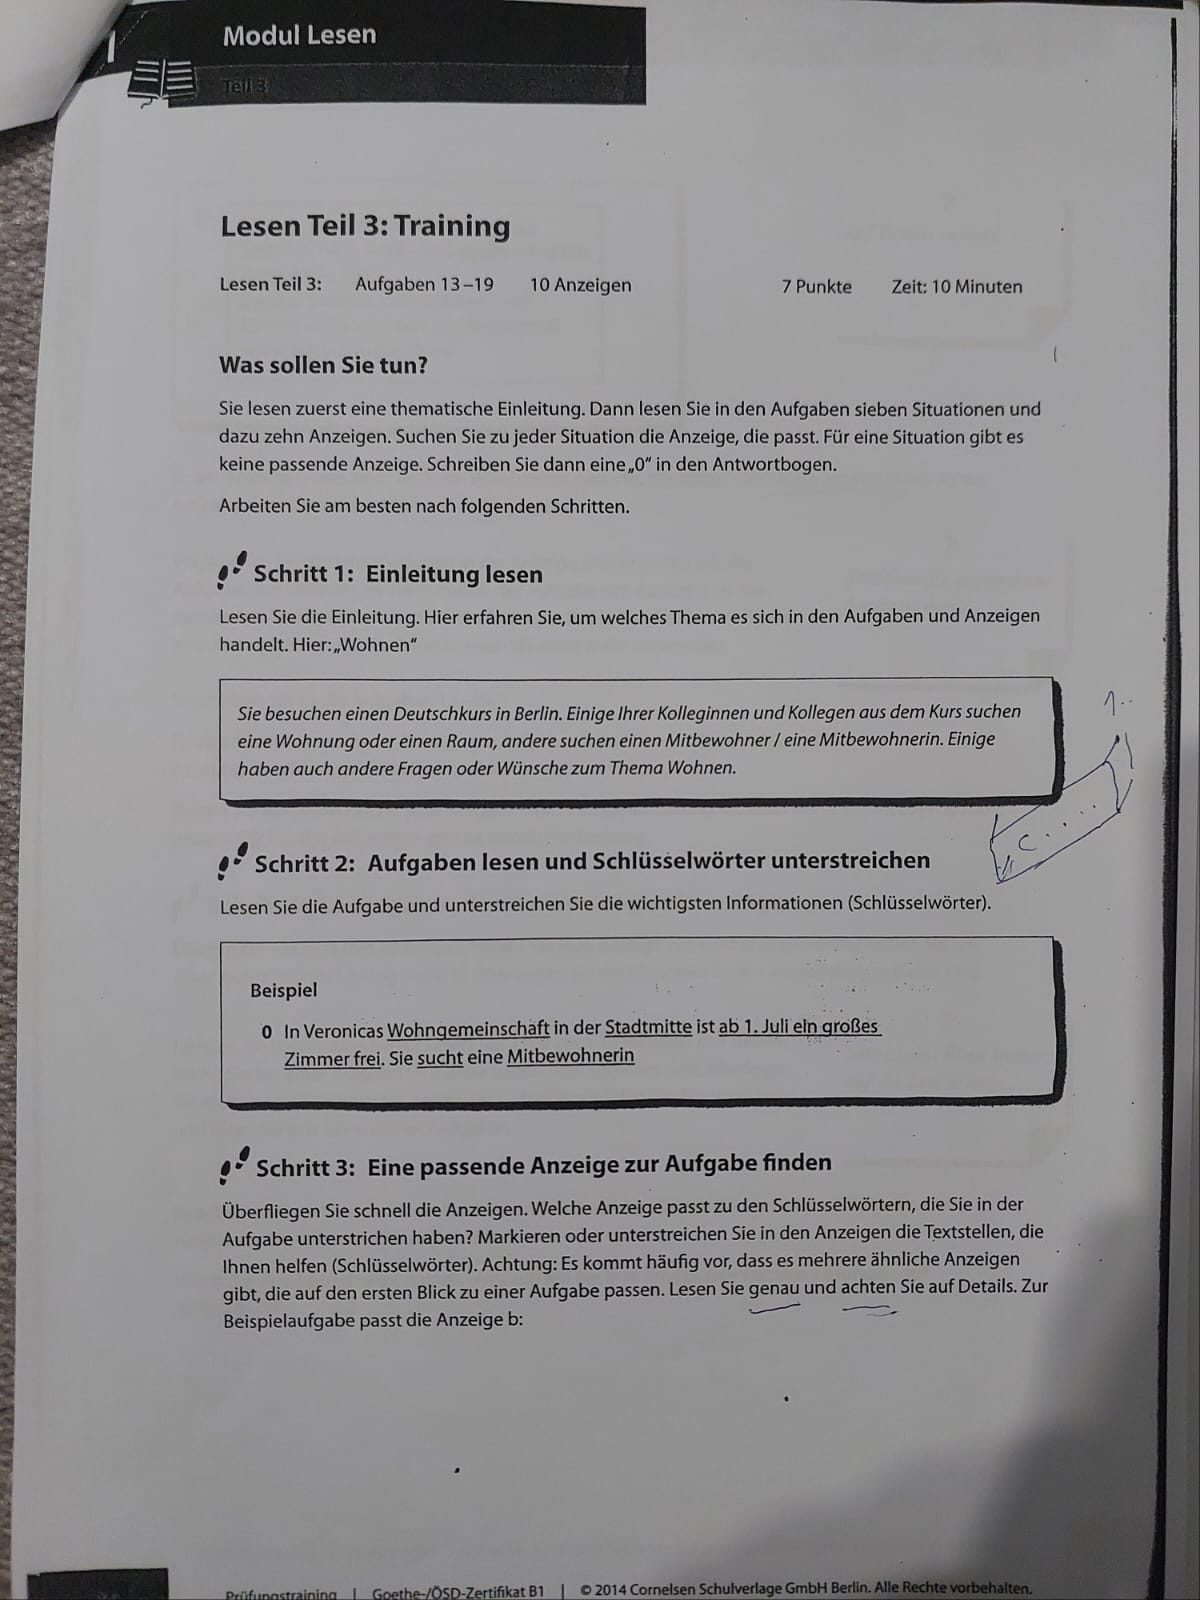 Modul Lesen
Teil 3
Lesen Teil 3: Training
Lesen Teil 3: Aufgaben 13–19 10 Anzeigen 7 Punkte Zeit: 10 Minuten
Was sollen Sie tun?
Sie lesen zuerst eine thematische Einleitung. Dann lesen Sie in den Aufgaben sieben Situationen und
dazu zehn Anzeigen. Suchen Sie zu jeder Situation die Anzeige, die passt. Für eine Situation gibt es
keine passende Anzeige. Schreiben Sie dann eine „0“ in den Antwortbogen.
Arbeiten Sie am besten nach folgenden Schritten.
Schritt 1: Einleitung lesen
Lesen Sie die Einleitung. Hier erfahren Sie, um welches Thema es sich in den Aufgaben und Anzeigen
handelt. Hier: „Wohnen“
Sie besuchen einen Deutschkurs in Berlin. Einige Ihrer Kolleginnen und Kollegen aus dem Kurs suchen
eine Wohnung oder einen Raum, andere suchen einen Mitbewohner / eine Mitbewohnerin. Einige
haben auch andere Fragen oder Wünsche zum Thema Wohnen.
Schritt 2: Aufgaben lesen und Schlüsselwörter unterstreichen
Lesen Sie die Aufgabe und unterstreichen Sie die wichtigsten Informationen (Schlüsselwörter).
Beispiel
0 In Veronicas Wohngemeinschaft in der Stadtmitte ist ab 1. Juli ein großes
Zimmer frei. Sie sucht eine Mitbewohnerin
Schritt 3: Eine passende Anzeige zur Aufgabe finden
Überfliegen Sie schnell die Anzeigen. Welche Anzeige passt zu den Schlüsselwörtern, die Sie in der
Aufgabe unterstrichen haben? Markieren oder unterstreichen Sie in den Anzeigen die Textstellen, die
Ihnen helfen (Schlüsselwörter). Achtung: Es kommt häufig vor, dass es mehrere ähnliche Anzeigen
gibt, die auf den ersten Blick zu einer Aufgabe passen. Lesen Sie genau und achten Sie auf Details. Zur
Beispielaufgabe passt die Anzeige b:
Prüfungstraining | Goethe-/ÖSD-Zertifikat B1 | © 2014 Cornelsen Schulverlage GmbH Berlin. Alle Rechte vorbehalten.